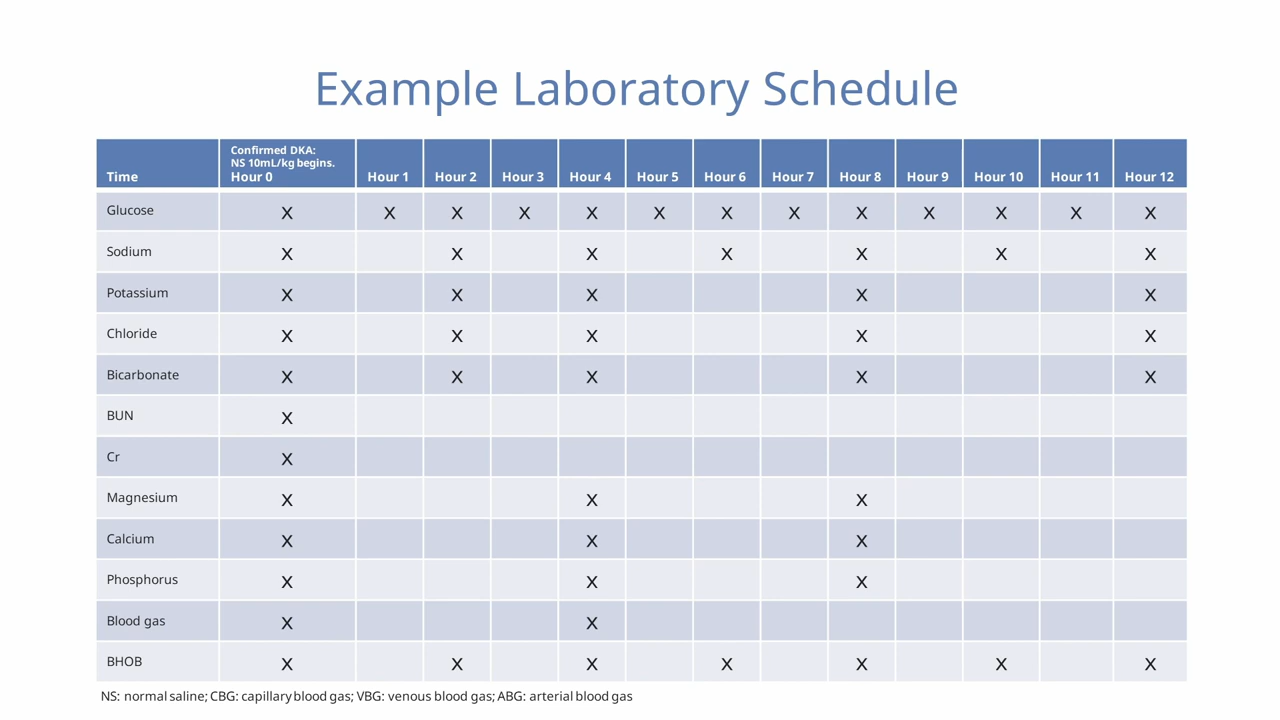 Example Laboratory Schedule
Confirmed DKA:
NS 10mL/kg begins.
Time Hour 0 Hour 1 Hour 2 Hour 3 Hour 4 Hour 5 Hour 6 Hour 7 Hour 8 Hour 9 Hour 10 Hour 11 Hour 12
Glucose X X X X X X X X X X X X X
Sodium X X X X X X X
Potassium X X X X X
Chloride X X X X X
Bicarbonate X X X X X
BUN X
Cr X
Magnesium X X X
Calcium X X X
Phosphorus X X X
Blood gas X X
BHOB X X X X X X X
NS: normal saline; CBG: capillary blood gas; VBG: venous blood gas; ABG: arterial blood gas